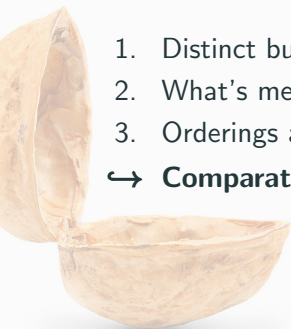 1. Distinct bu
2. What's me
3. Orderings a
↪ Comparat